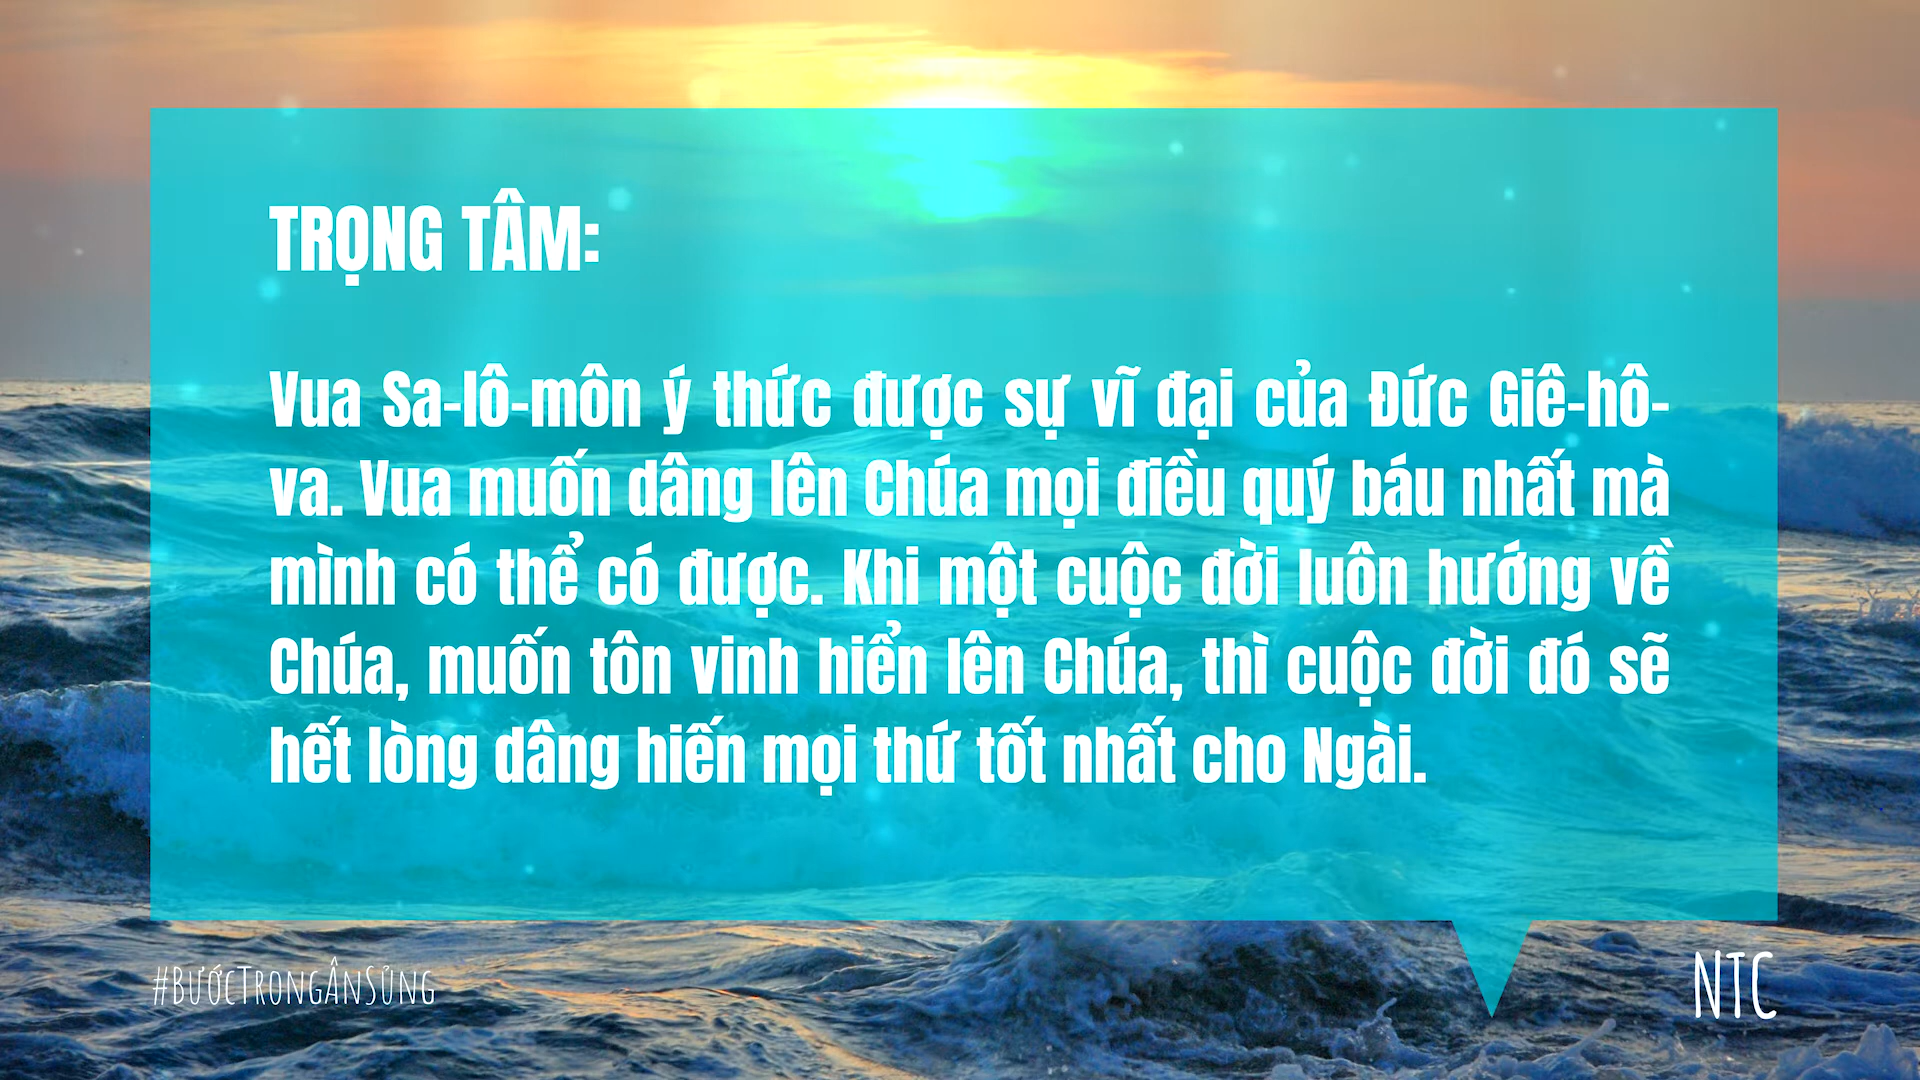 TRỌNG TÂM:
Vua Sa-lô-môn ý thức được sự vĩ đại của Đức Giê-hô-
va. Vua muốn dâng lên Chúa mọi điều quý báu nhất mà
mình có thể có được. Khi một cuộc đời luôn hướng về
Chúa, muốn tôn vinh hiển lên Chúa, thì cuộc đời đó sẽ
hết lòng dâng hiến mọi thứ tốt nhất cho Ngài.
#BướcTrongÂnSủng
NTC